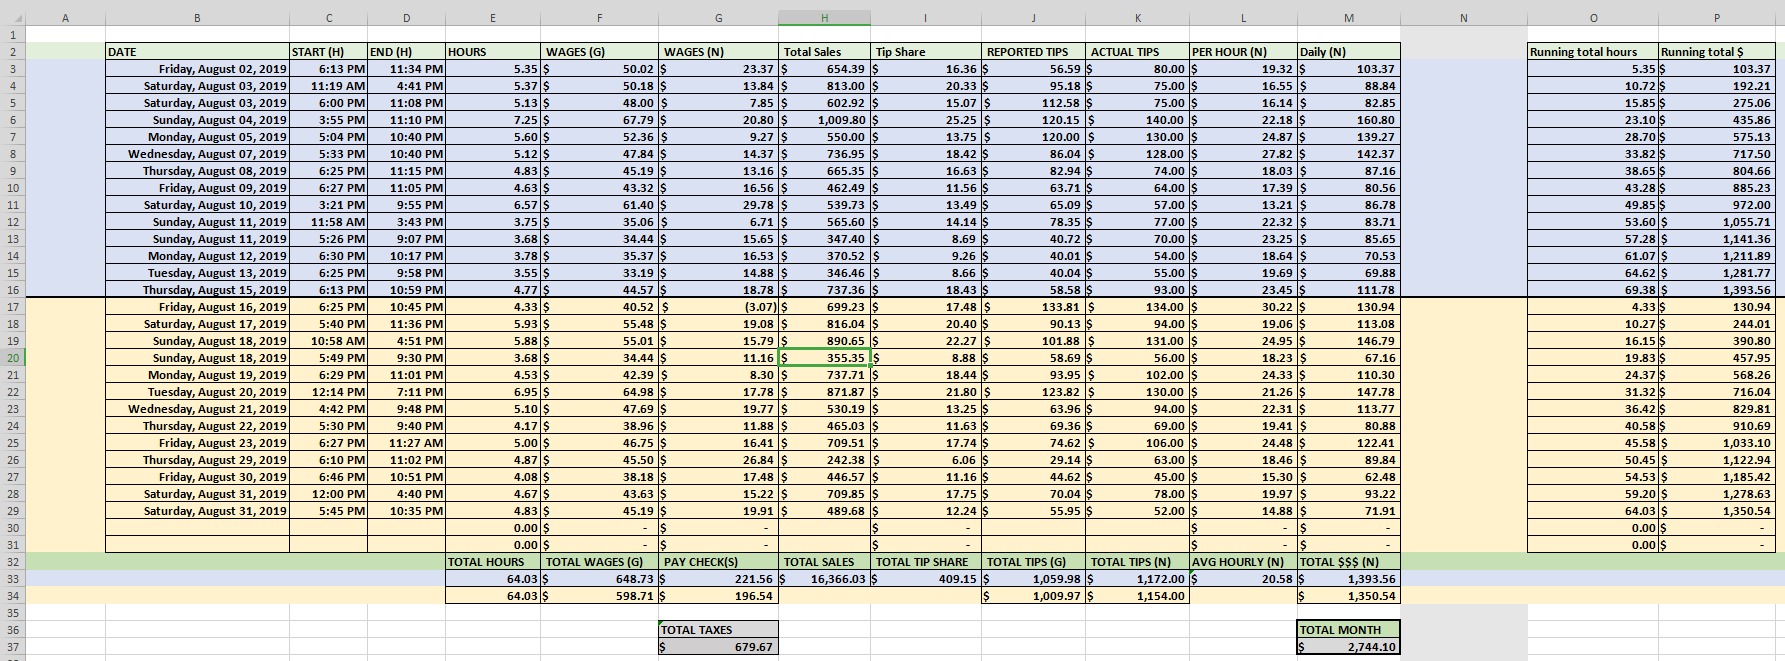 A B C D E F G H I J K L M N O P
1
2 DATE START (H) END (H) HOURS WAGES (G) WAGES (N) Total Sales Tip Share REPORTED TIPS ACTUAL TIPS PER HOUR (N) Daily (N) Running total hours Running total $
3 Friday, August 02, 2019 6:13 PM 11:34 PM 5.35 $ 50.02 $ 23.37 $ 654.39 $ 16.36 $ 56.59 $ 80.00 $ 19.32 $ 103.37 5.35 $ 103.37
4 Saturday, August 03, 2019 11:19 AM 4:41 PM 5.37 $ 50.18 $ 13.84 $ 813.00 $ 20.33 $ 95.18 $ 75.00 $ 16.55 $ 88.84 10.72 $ 192.21
5 Saturday, August 03, 2019 6:00 PM 11:08 PM 5.13 $ 48.00 $ 7.85 $ 602.92 $ 15.07 $ 112.58 $ 75.00 $ 16.14 $ 82.85 15.85 $ 275.06
6 Sunday, August 04, 2019 3:55 PM 11:10 PM 7.25 $ 67.79 $ 20.80 $ 1,009.80 $ 25.25 $ 120.15 $ 140.00 $ 22.18 $ 160.80 23.10 $ 435.86
7 Monday, August 05, 2019 5:04 PM 10:40 PM 5.60 $ 52.36 $ 9.27 $ 550.00 $ 13.75 $ 120.00 $ 130.00 $ 24.87 $ 139.27 28.70 $ 575.13
8 Wednesday, August 07, 2019 5:33 PM 10:40 PM 5.12 $ 47.84 $ 14.37 $ 736.95 $ 18.42 $ 86.04 $ 128.00 $ 27.82 $ 142.37 33.82 $ 717.50
9 Thursday, August 08, 2019 6:25 PM 11:15 PM 4.83 $ 45.19 $ 13.16 $ 665.35 $ 16.63 $ 82.94 $ 74.00 $ 18.03 $ 87.16 38.65 $ 804.66
10 Friday, August 09, 2019 6:27 PM 11:05 PM 4.63 $ 43.32 $ 16.56 $ 462.49 $ 11.56 $ 63.71 $ 64.00 $ 17.39 $ 80.56 43.28 $ 885.23
11 Saturday, August 10, 2019 3:21 PM 9:55 PM 6.57 $ 61.40 $ 29.78 $ 539.73 $ 13.49 $ 65.09 $ 57.00 $ 13.21 $ 86.78 49.85 $ 972.00
12 Sunday, August 11, 2019 11:58 AM 3:43 PM 3.75 $ 35.06 $ 6.71 $ 565.60 $ 14.14 $ 78.35 $ 77.00 $ 22.32 $ 83.71 53.60 $ 1,055.71
13 Sunday, August 11, 2019 5:26 PM 9:07 PM 3.68 $ 34.44 $ 15.65 $ 347.40 $ 8.69 $ 40.72 $ 70.00 $ 23.25 $ 85.65 57.28 $ 1,141.36
14 Monday, August 12, 2019 6:30 PM 10:17 PM 3.78 $ 35.37 $ 16.53 $ 370.52 $ 9.26 $ 40.01 $ 54.00 $ 18.64 $ 70.53 61.07 $ 1,211.89
15 Tuesday, August 13, 2019 6:25 PM 9:58 PM 3.55 $ 33.19 $ 14.88 $ 346.46 $ 8.66 $ 40.04 $ 55.00 $ 19.69 $ 69.88 64.62 $ 1,281.77
16 Thursday, August 15, 2019 6:13 PM 10:59 PM 4.77 $ 44.57 $ 18.78 $ 737.36 $ 18.43 $ 58.58 $ 93.00 $ 23.45 $ 111.78 69.38 $ 1,393.56
17 Friday, August 16, 2019 6:25 PM 10:45 PM 4.33 $ 40.52 $ (3.07) $ 699.23 $ 17.48 $ 133.81 $ 134.00 $ 30.22 $ 130.94 4.33 $ 130.94
18 Saturday, August 17, 2019 5:40 PM 11:36 PM 5.93 $ 55.48 $ 19.08 $ 816.04 $ 20.40 $ 90.13 $ 94.00 $ 19.06 $ 113.08 10.27 $ 244.01
19 Sunday, August 18, 2019 10:58 AM 4:51 PM 5.88 $ 55.01 $ 15.79 $ 890.65 $ 22.27 $ 101.88 $ 131.00 $ 24.95 $ 146.79 16.15 $ 390.80
20 Sunday, August 18, 2019 5:49 PM 9:30 PM 3.68 $ 34.44 $ 11.16 $ 355.35 $ 8.88 $ 58.69 $ 56.00 $ 18.23 $ 67.16 19.83 $ 457.95
21 Monday, August 19, 2019 6:29 PM 11:01 PM 4.53 $ 42.39 $ 8.30 $ 737.71 $ 18.44 $ 93.95 $ 102.00 $ 24.33 $ 110.30 24.37 $ 568.26
22 Tuesday, August 20, 2019 12:14 PM 7:11 PM 6.95 $ 64.98 $ 17.78 $ 871.87 $ 21.80 $ 123.82 $ 130.00 $ 21.26 $ 147.78 31.32 $ 716.04
23 Wednesday, August 21, 2019 4:42 PM 9:48 PM 5.10 $ 47.69 $ 19.77 $ 530.19 $ 13.25 $ 63.96 $ 94.00 $ 22.31 $ 113.77 36.42 $ 829.81
24 Thursday, August 22, 2019 5:30 PM 9:40 PM 4.17 $ 38.96 $ 11.88 $ 465.03 $ 11.63 $ 69.36 $ 69.00 $ 19.41 $ 80.88 40.58 $ 910.69
25 Friday, August 23, 2019 6:27 PM 11:27 AM 5.00 $ 46.75 $ 16.41 $ 709.51 $ 17.74 $ 74.62 $ 106.00 $ 24.48 $ 122.41 45.58 $ 1,033.10
26 Thursday, August 29, 2019 6:10 PM 11:02 PM 4.87 $ 45.50 $ 26.84 $ 242.38 $ 6.06 $ 29.14 $ 63.00 $ 18.46 $ 89.84 50.45 $ 1,122.94
27 Friday, August 30, 2019 6:46 PM 10:51 PM 4.08 $ 38.18 $ 17.48 $ 446.57 $ 11.16 $ 44.62 $ 45.00 $ 15.30 $ 62.48 54.53 $ 1,185.42
28 Saturday, August 31, 2019 12:00 PM 4:40 PM 4.67 $ 43.63 $ 15.22 $ 709.85 $ 17.75 $ 70.04 $ 78.00 $ 19.97 $ 93.22 59.20 $ 1,278.63
29 Saturday, August 31, 2019 5:45 PM 10:35 PM 4.83 $ 45.19 $ 19.91 $ 489.68 $ 12.24 $ 55.95 $ 52.00 $ 14.88 $ 71.91 64.03 $ 1,350.54
30 0.00 $ - $ - $ - $ - $ - 0.00 $ -
31 0.00 $ - $ - $ - $ - $ - 0.00 $ -
32 TOTAL HOURS TOTAL WAGES (G) PAY CHECK(S) TOTAL SALES TOTAL TIP SHARE TOTAL TIPS (G) TOTAL TIPS (N) AVG HOURLY (N) TOTAL $$$ (N)
33 64.03 $ 648.73 $ 221.56 $ 16,366.03 $ 409.15 $ 1,059.98 $ 1,172.00 $ 20.58 $ 1,393.56
34 64.03 $ 598.71 $ 196.54 $ 1,009.97 $ 1,154.00 $ 1,350.54
35
36 TOTAL TAXES TOTAL MONTH
37 $ 679.67 $ 2,744.10